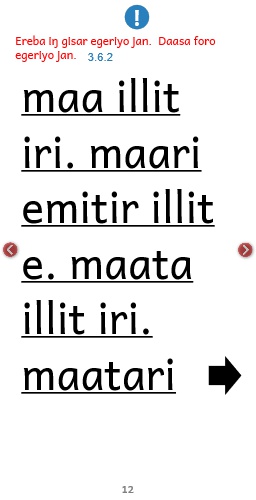 !
Ereba iŋ gisar egeriyo jan. Daasa foro
egeriyo jan. 3.6.2
maa illit
iri. maari
emitir illit
e. maata
illit iri.
maatari
12